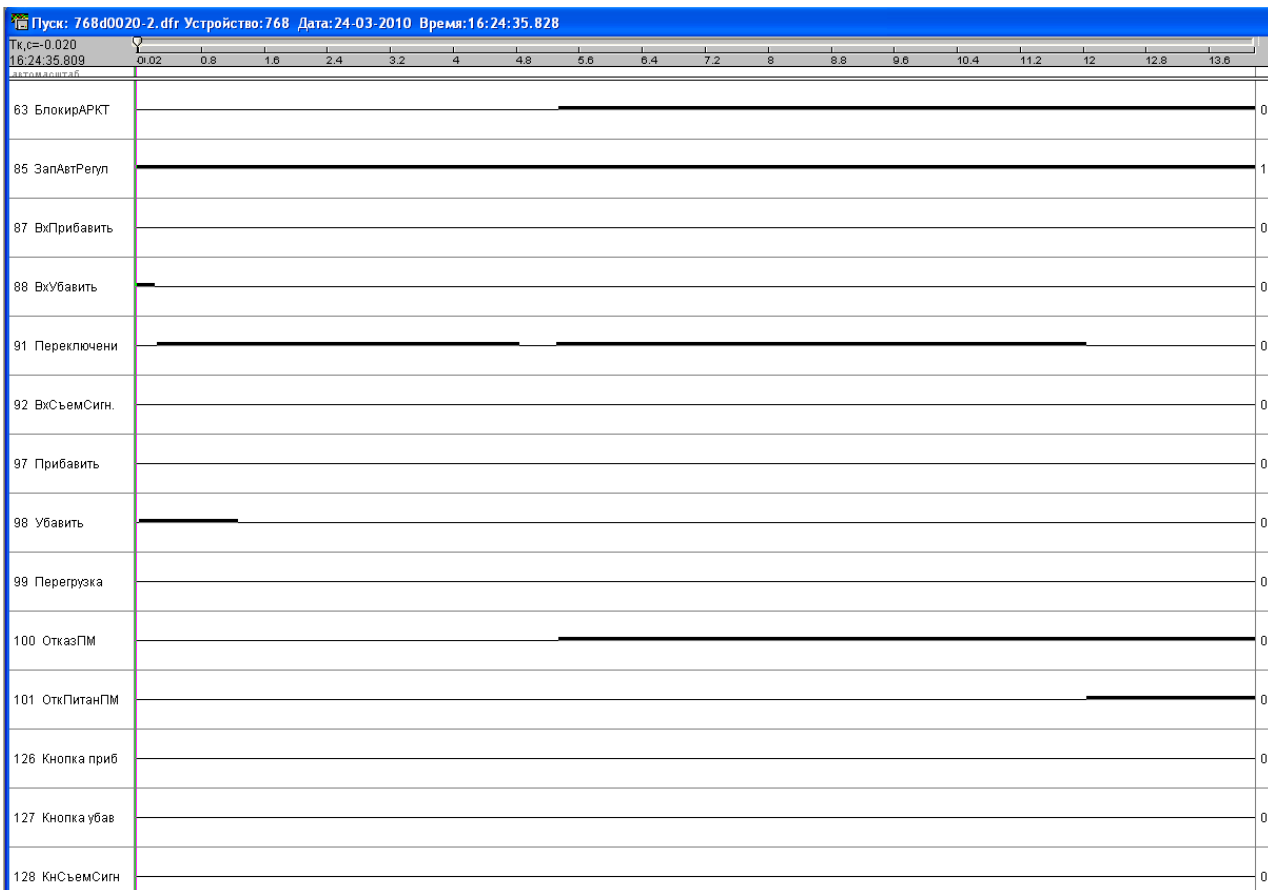 Пуск: 768d0020-2.dfr Устройство:768 Дата:24-03-2010 Время:16:24:35.828
Тк,с=-0.020
16:24:35.809
0.02 0.8 1.6 2.4 3.2 4 4.8 5.6 6.4 7.2 8 8.8 9.6 10.4 11.2 12 12.8 13.6
автомасштаб
63 БлокирАРКТ 0
85 ЗапАвтРегул 1
87 ВхПрибавить 0
88 ВхУбавить 0
91 Переключени 0
92 ВхСъемСигн. 0
97 Прибавить 0
98 Убавить 0
99 Перегрузка 0
100 ОтказПМ 0
101 ОткПитанПМ 0
126 Кнопка приб 0
127 Кнопка убав 0
128 КнСъемСигн 0